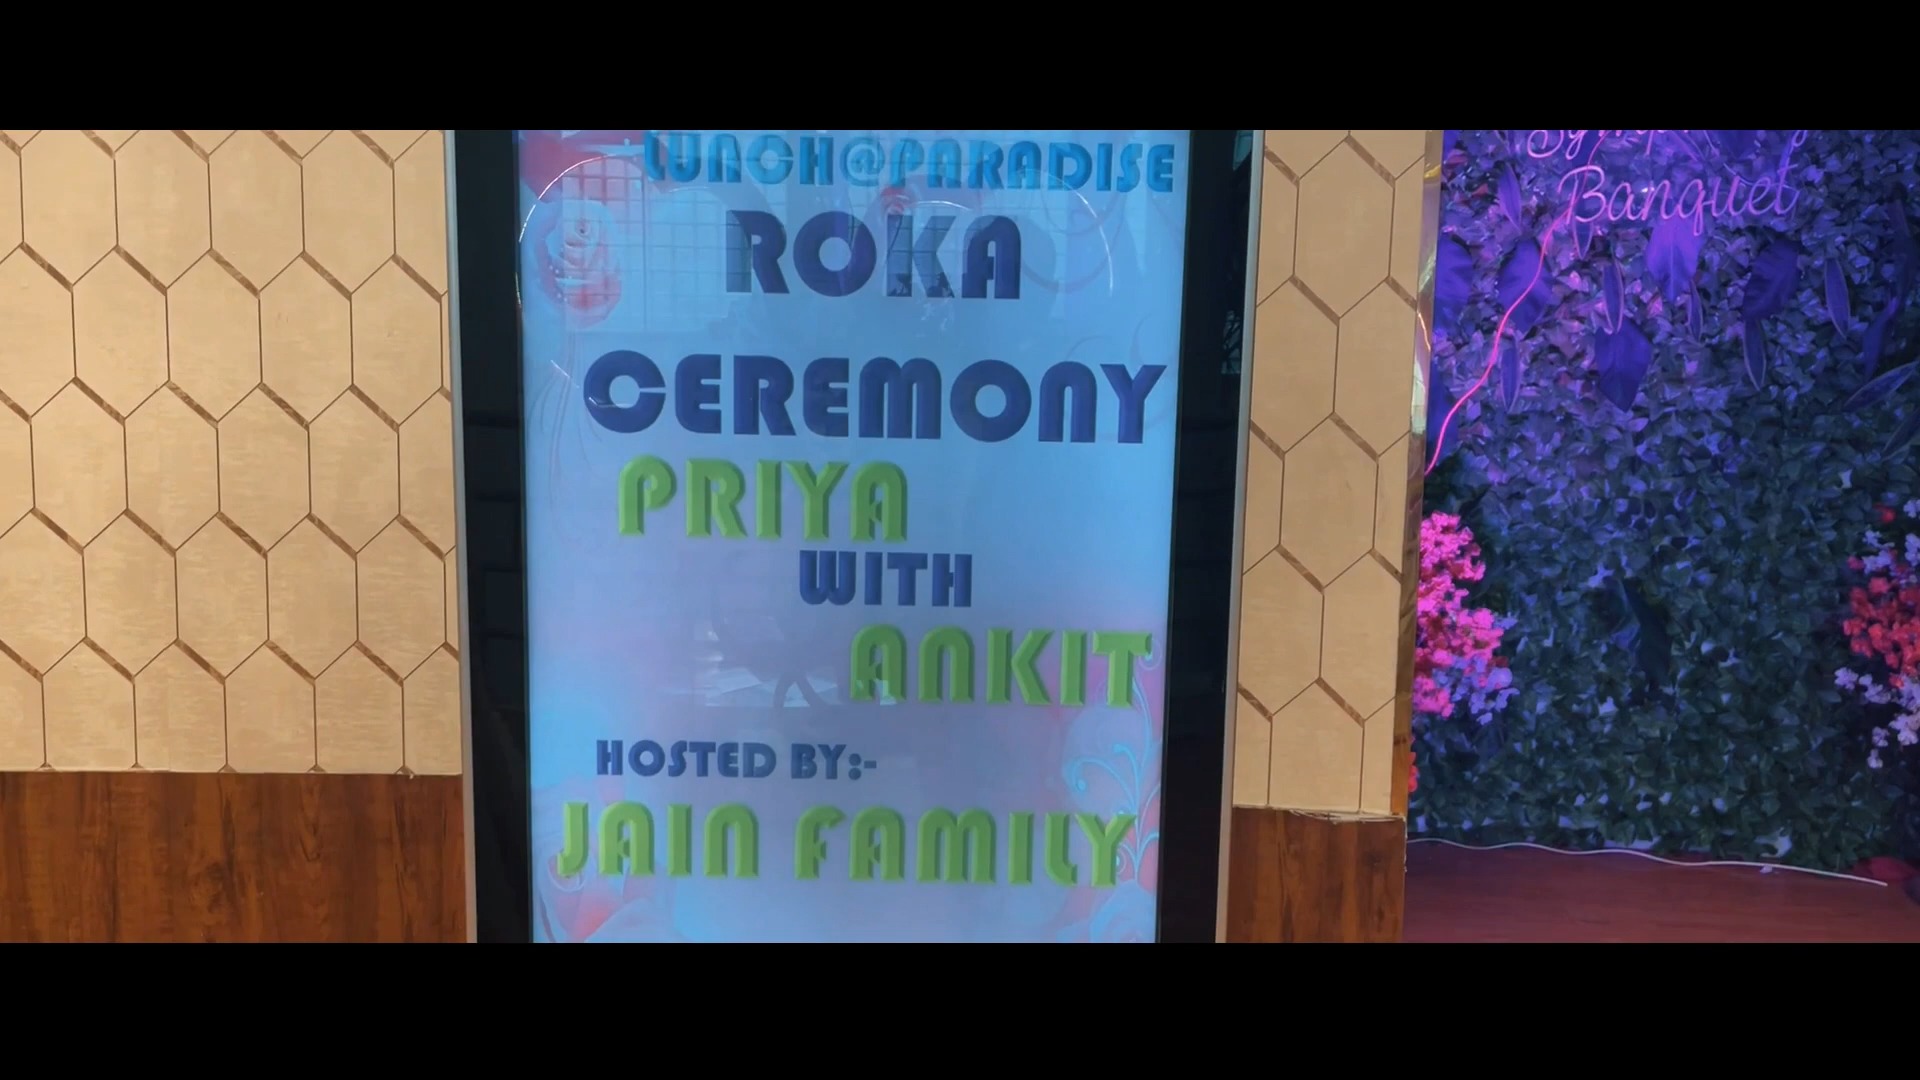 LUNCH@PARADISE
ROKA
CEREMONY
PRIYA
WITH
ANKIT
HOSTED BY:-
JAIN FAMILY
Banquet